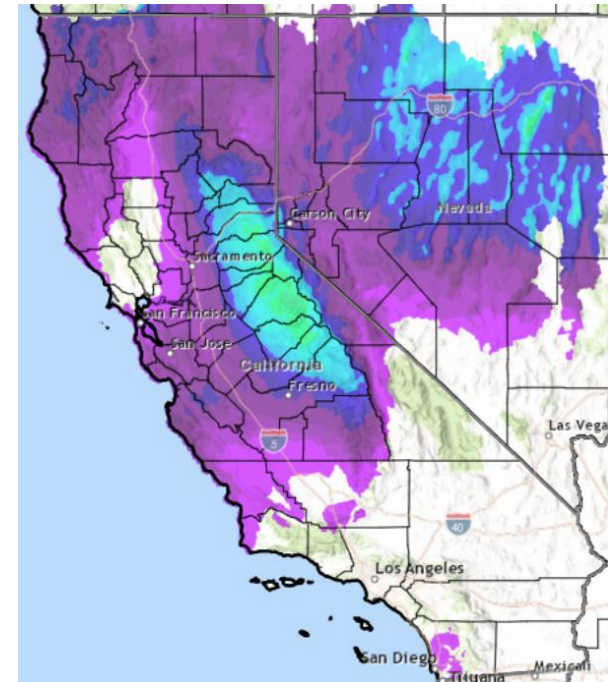 80
Nevada
Carson City
Sacramento
San Francisco
San Jose
California
Fresno
5
Las Vega
40
Los Angeles
San Diego
Mexicali
Tijuana